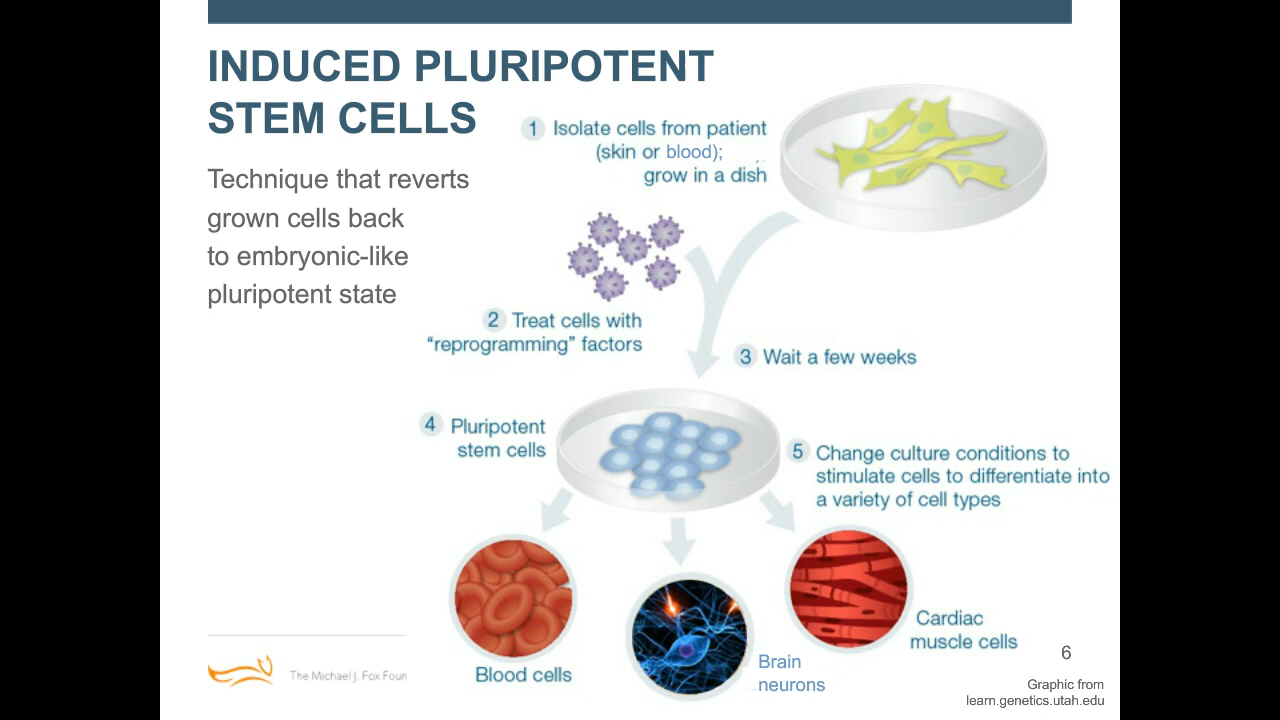 INDUCED PLURIPOTENT
STEM CELLS
Technique that reverts
grown cells back
to embryonic-like
pluripotent state
1 Isolate cells from patient
(skin or blood);
grow in a dish
2 Treat cells with
“reprogramming” factors
3 Wait a few weeks
4 Pluripotent
stem cells
5 Change culture conditions to
stimulate cells to differentiate into
a variety of cell types
Blood cells
Brain
neurons
Cardiac
muscle cells
The Michael J. Fox Foun
6
Graphic from
learn.genetics.utah.edu